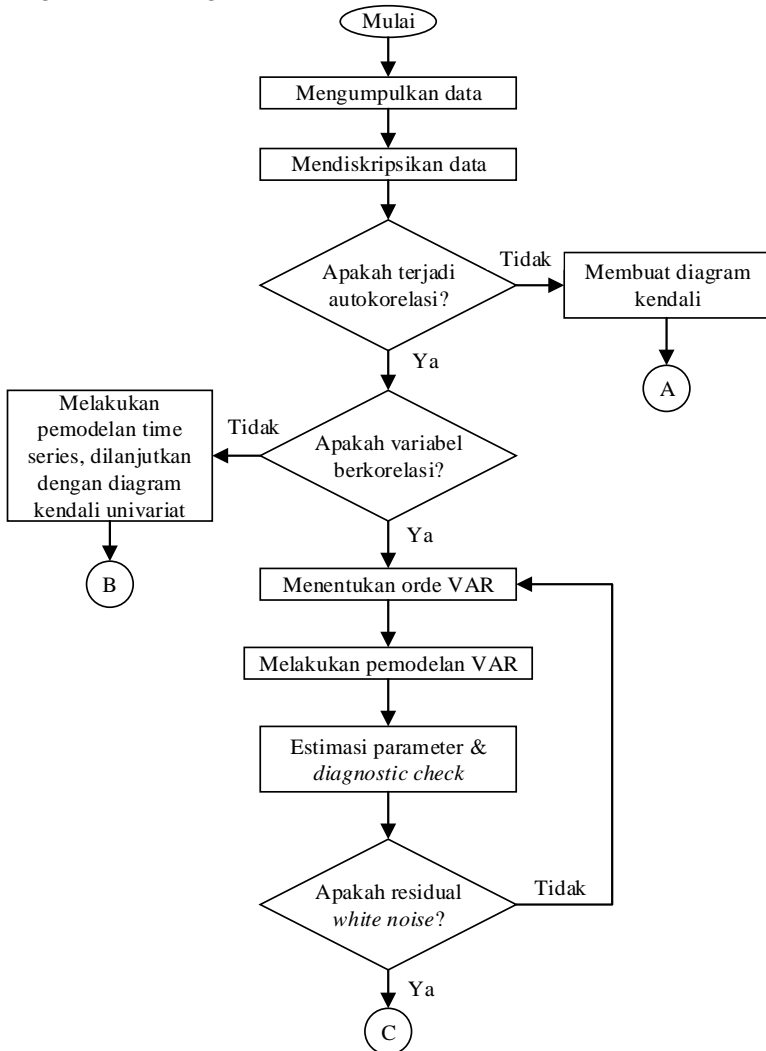 Mulai
Mengumpulkan data
Mendiskripsikan data
Apakah terjadi
autokorelasi?
Tidak
Membuat diagram
kendali
A
Ya
Apakah variabel
berkorelasi?
Tidak
Melakukan
pemodelan time
series, dilanjutkan
dengan diagram
kendali univariat
B
Ya
Menentukan orde VAR
Melakukan pemodelan VAR
Estimasi parameter &
diagnostic check
Apakah residual
white noise?
Tidak
Ya
C